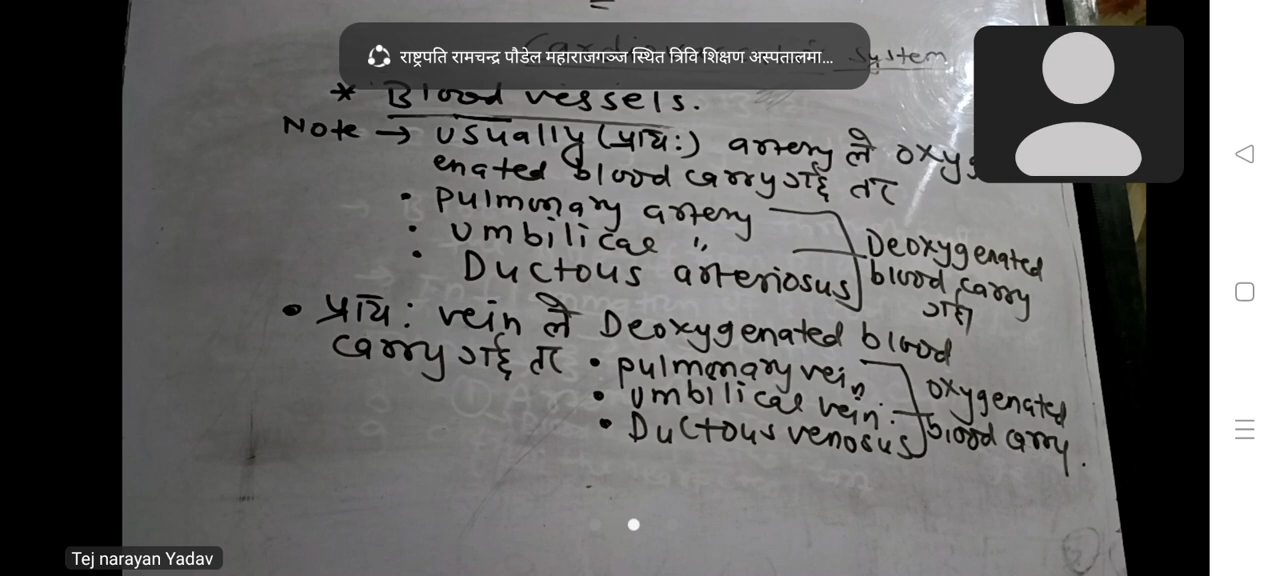 राष्ट्रपति रामचन्द्र पौडेल महाराजगञ्ज स्थित त्रिवि शिक्षण अस्पतालमा...
System
* Blood vessels.
Note → usually (प्राय:) artery ले oxyg
enated blood carry गर्द्द तर
• pulmonary artery
• umbilical "
• Ductous arteriosus
Deoxygenated
blood carry
गर्द्द
• प्राय: vein ले Deoxygenated blood
carry गर्द्द तर • pulmonary vein
• umbilical vein.
• Ductous venosus
oxygenated
blood carry.
Tej narayan Yadav